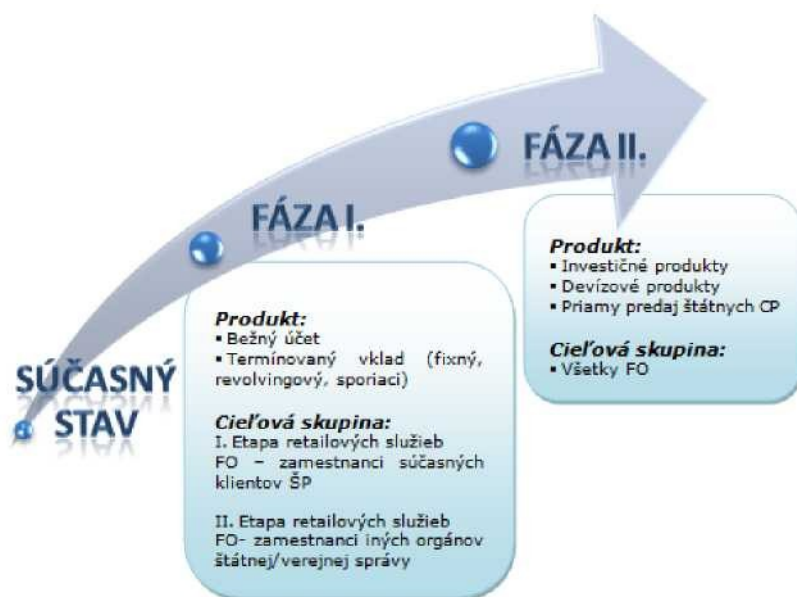 SÚČASNÝ
STAV
FÁZA I.
Produkt:
▪ Bežný účet
▪ Termínovaný vklad (fixný,
revolvingový, sporiaci)
Cieľová skupina:
I. Etapa retailových služieb
FO – zamestnanci súčasných
klientov ŠP
II. Etapa retailových služieb
FO- zamestnanci iných orgánov
štátnej/verejnej správy
FÁZA II.
Produkt:
▪ Investičné produkty
▪ Devízové produkty
▪ Priamy predaj štátnych CP
Cieľová skupina:
▪ Všetky FO